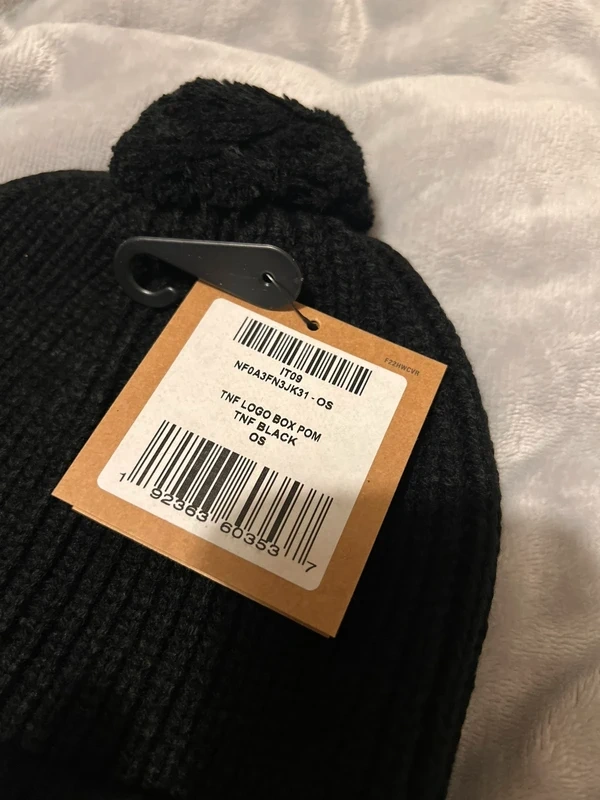 F22HWCVR
IT09
NF0A3FN3JK31 - OS
TNF LOGO BOX POM
TNF BLACK
OS
1 92363 60353 7